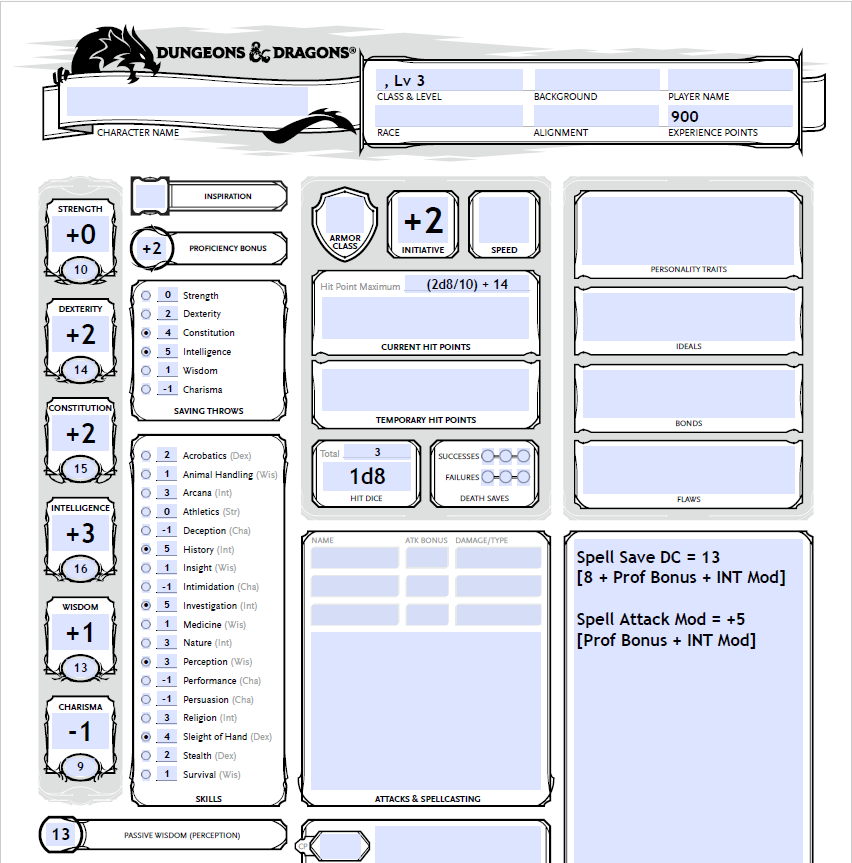 DUNGEONS & DRAGONS®
, Lv 3
CLASS & LEVEL BACKGROUND PLAYER NAME
900
RACE ALIGNMENT EXPERIENCE POINTS
CHARACTER NAME
STRENGTH
+0
10
DEXTERITY
+2
14
CONSTITUTION
+2
15
INTELLIGENCE
+3
16
WISDOM
+1
13
CHARISMA
-1
9
INSPIRATION
+2 PROFICIENCY BONUS
0 Strength
2 Dexterity
4 Constitution
5 Intelligence
1 Wisdom
-1 Charisma
SAVING THROWS
2 Acrobatics (Dex)
1 Animal Handling (Wis)
3 Arcana (Int)
0 Athletics (Str)
-1 Deception (Cha)
5 History (Int)
1 Insight (Wis)
-1 Intimidation (Cha)
5 Investigation (Int)
1 Medicine (Wis)
3 Nature (Int)
3 Perception (Wis)
-1 Performance (Cha)
-1 Persuasion (Cha)
3 Religion (Int)
4 Sleight of Hand (Dex)
2 Stealth (Dex)
1 Survival (Wis)
SKILLS
13 PASSIVE WISDOM (PERCEPTION)
ARMOR
CLASS
+2
INITIATIVE
SPEED
Hit Point Maximum (2d8/10) + 14
CURRENT HIT POINTS
TEMPORARY HIT POINTS
Total 3
1d8
HIT DICE
SUCCESSES
FAILURES
DEATH SAVES
NAME ATK BONUS DAMAGE/TYPE
ATTACKS & SPELLCASTING
CP
PERSONALITY TRAITS
IDEALS
BONDS
FLAWS
Spell Save DC = 13
[8 + Prof Bonus + INT Mod]
Spell Attack Mod = +5
[Prof Bonus + INT Mod]